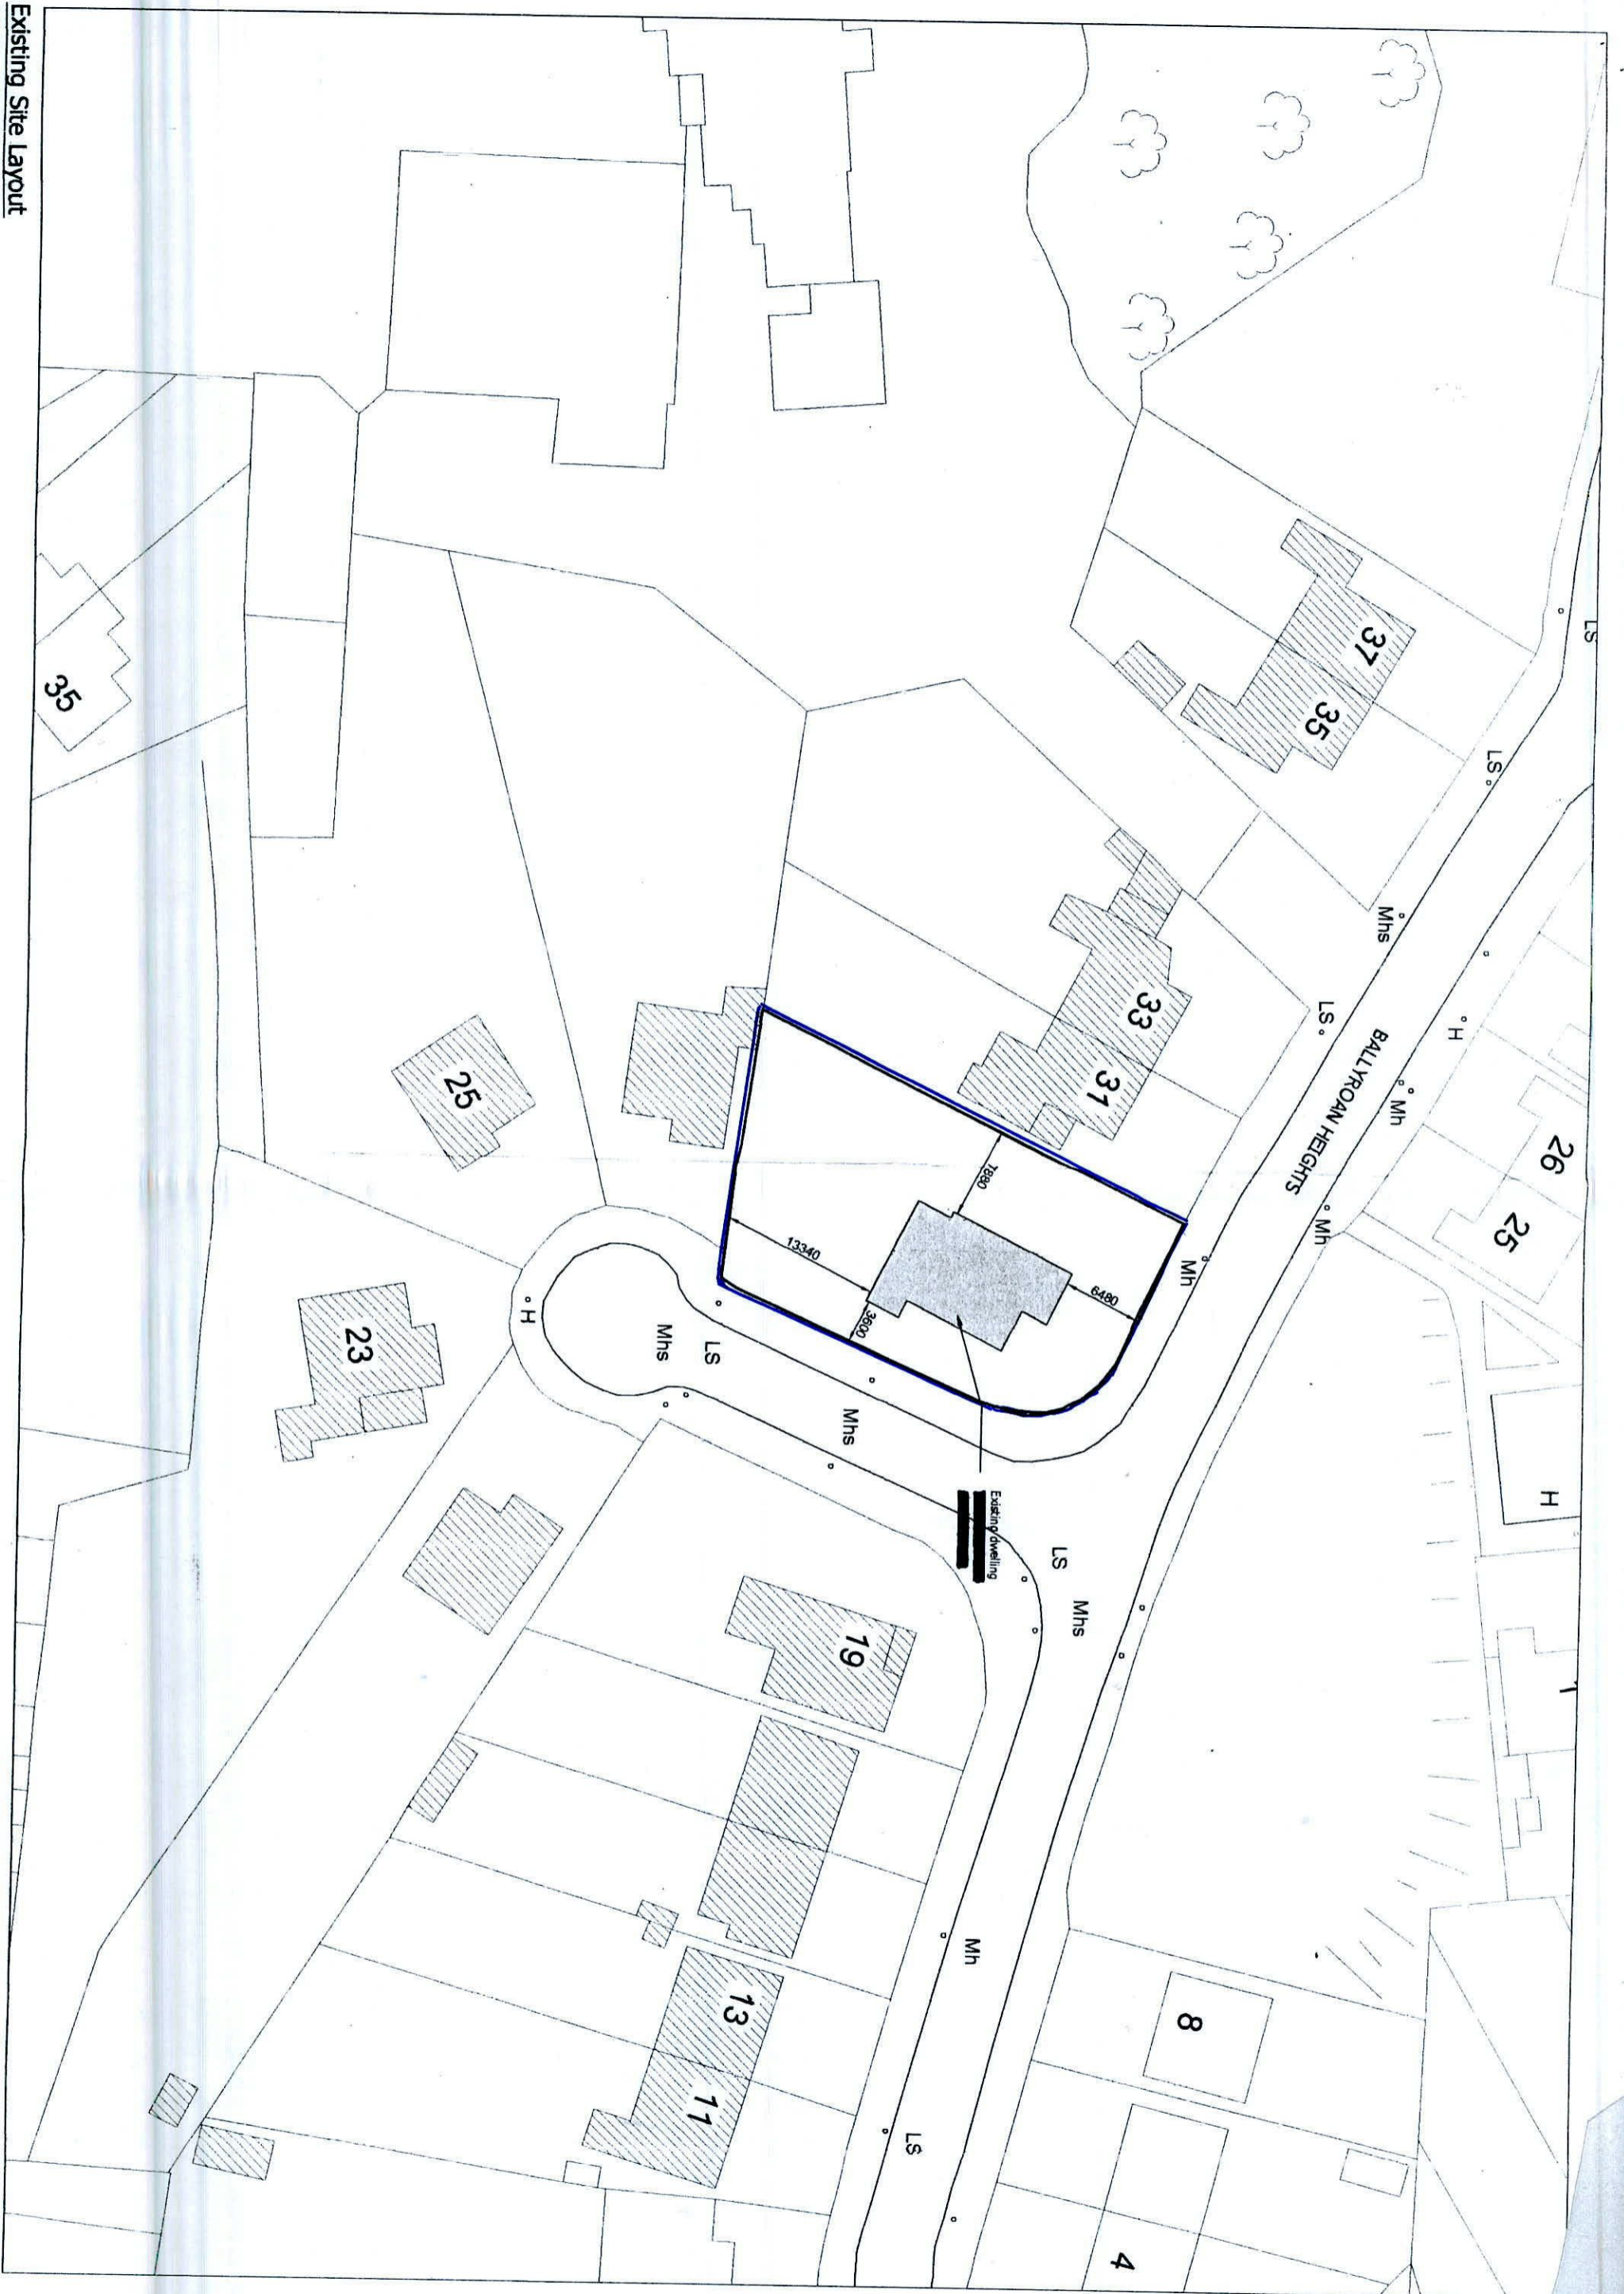 Existing Site Layout
LS
37
35
LS
Mhs
LS
BALLYROAN HEIGHTS
H
Mh
Mh
26
25
33
31
Mh
7880
6480
13340
3600
35
25
23
H
Mhs
LS
Mhs
Existing dwelling
LS
Mhs
H
1
19
Mh
13
11
LS
8
4